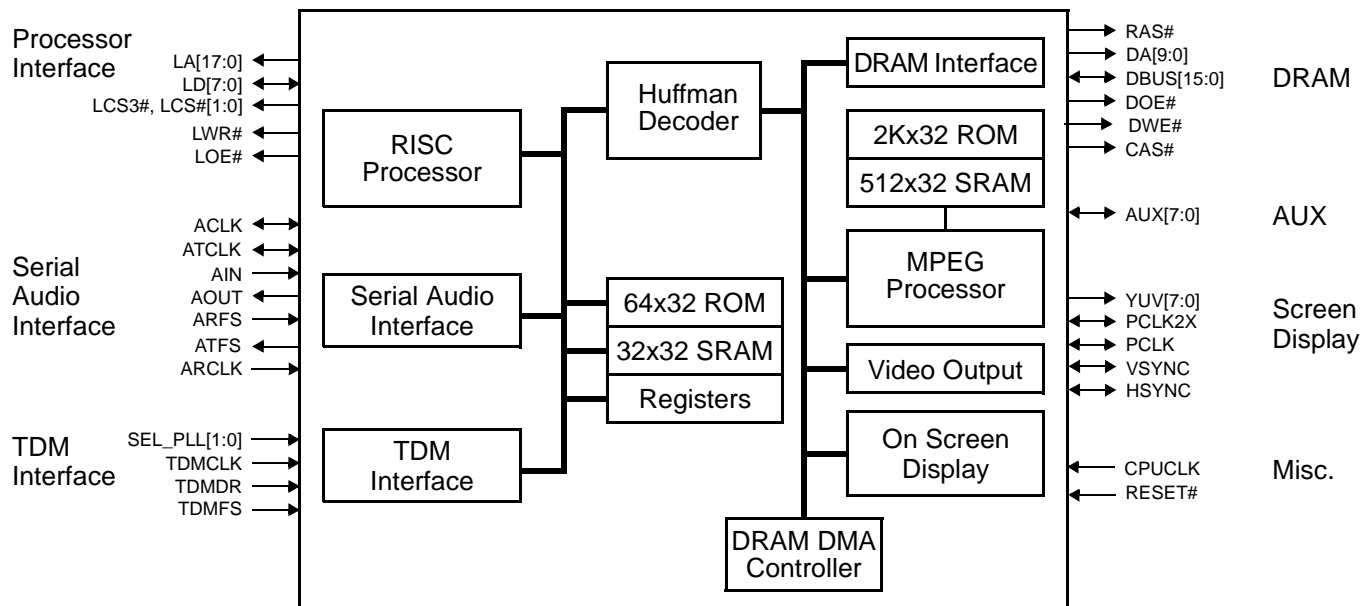 Processor
Interface
LA[17:0]
LD[7:0]
LCS3#, LCS#[1:0]
LWR#
LOE#
Serial
Audio
Interface
ACLK
ATCLK
AIN
AOUT
ARFS
ATFS
ARCLK
TDM
Interface
SEL_PLL[1:0]
TDMCLK
TDMDR
TDMFS
RISC
Processor
Serial Audio
Interface
TDM
Interface
Huffman
Decoder
64x32 ROM
32x32 SRAM
Registers
DRAM DMA
Controller
DRAM Interface
2Kx32 ROM
512x32 SRAM
MPEG
Processor
Video Output
On Screen
Display
RAS#
DA[9:0]
DBUS[15:0]
DOE#
DWE#
CAS#
DRAM
AUX[7:0]
AUX
YUV[7:0]
PCLK2X
PCLK
VSYNC
HSYNC
Screen
Display
CPUCLK
RESET#
Misc.